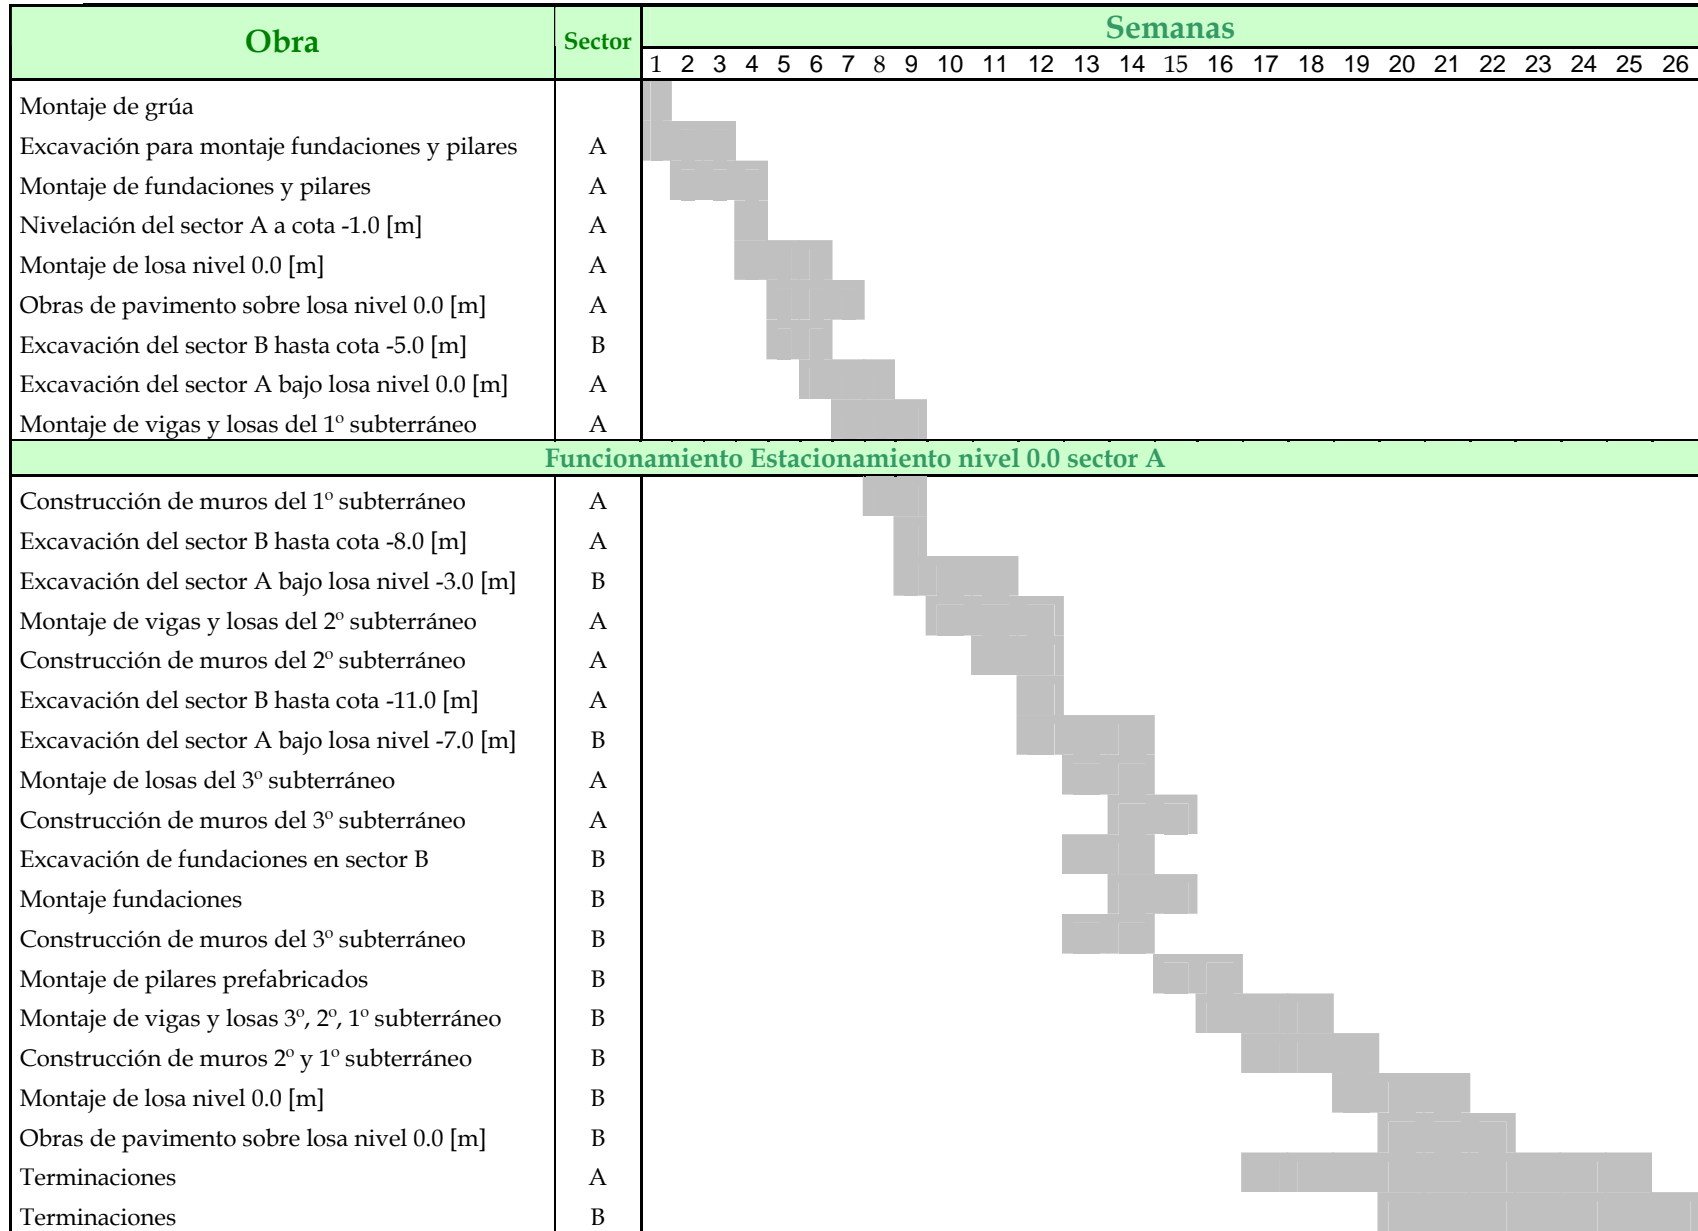 Obra Sector Semanas
1 2 3 4 5 6 7 8 9 10 11 12 13 14 15 16 17 18 19 20 21 22 23 24 25 26
Montaje de grúa
Excavación para montaje fundaciones y pilares A
Montaje de fundaciones y pilares A
Nivelación del sector A a cota -1.0 [m] A
Montaje de losa nivel 0.0 [m] A
Obras de pavimento sobre losa nivel 0.0 [m] A
Excavación del sector B hasta cota -5.0 [m] B
Excavación del sector A bajo losa nivel 0.0 [m] A
Montaje de vigas y losas del 1º subterráneo A
Funcionamiento Estacionamiento nivel 0.0 sector A
Construcción de muros del 1º subterráneo A
Excavación del sector B hasta cota -8.0 [m] A
Excavación del sector A bajo losa nivel -3.0 [m] B
Montaje de vigas y losas del 2º subterráneo A
Construcción de muros del 2º subterráneo A
Excavación del sector B hasta cota -11.0 [m] A
Excavación del sector A bajo losa nivel -7.0 [m] B
Montaje de losas del 3º subterráneo A
Construcción de muros del 3º subterráneo A
Excavación de fundaciones en sector B B
Montaje fundaciones B
Construcción de muros del 3º subterráneo B
Montaje de pilares prefabricados B
Montaje de vigas y losas 3º, 2º, 1º subterráneo B
Construcción de muros 2º y 1º subterráneo B
Montaje de losa nivel 0.0 [m] B
Obras de pavimento sobre losa nivel 0.0 [m] B
Terminaciones A
Terminaciones B